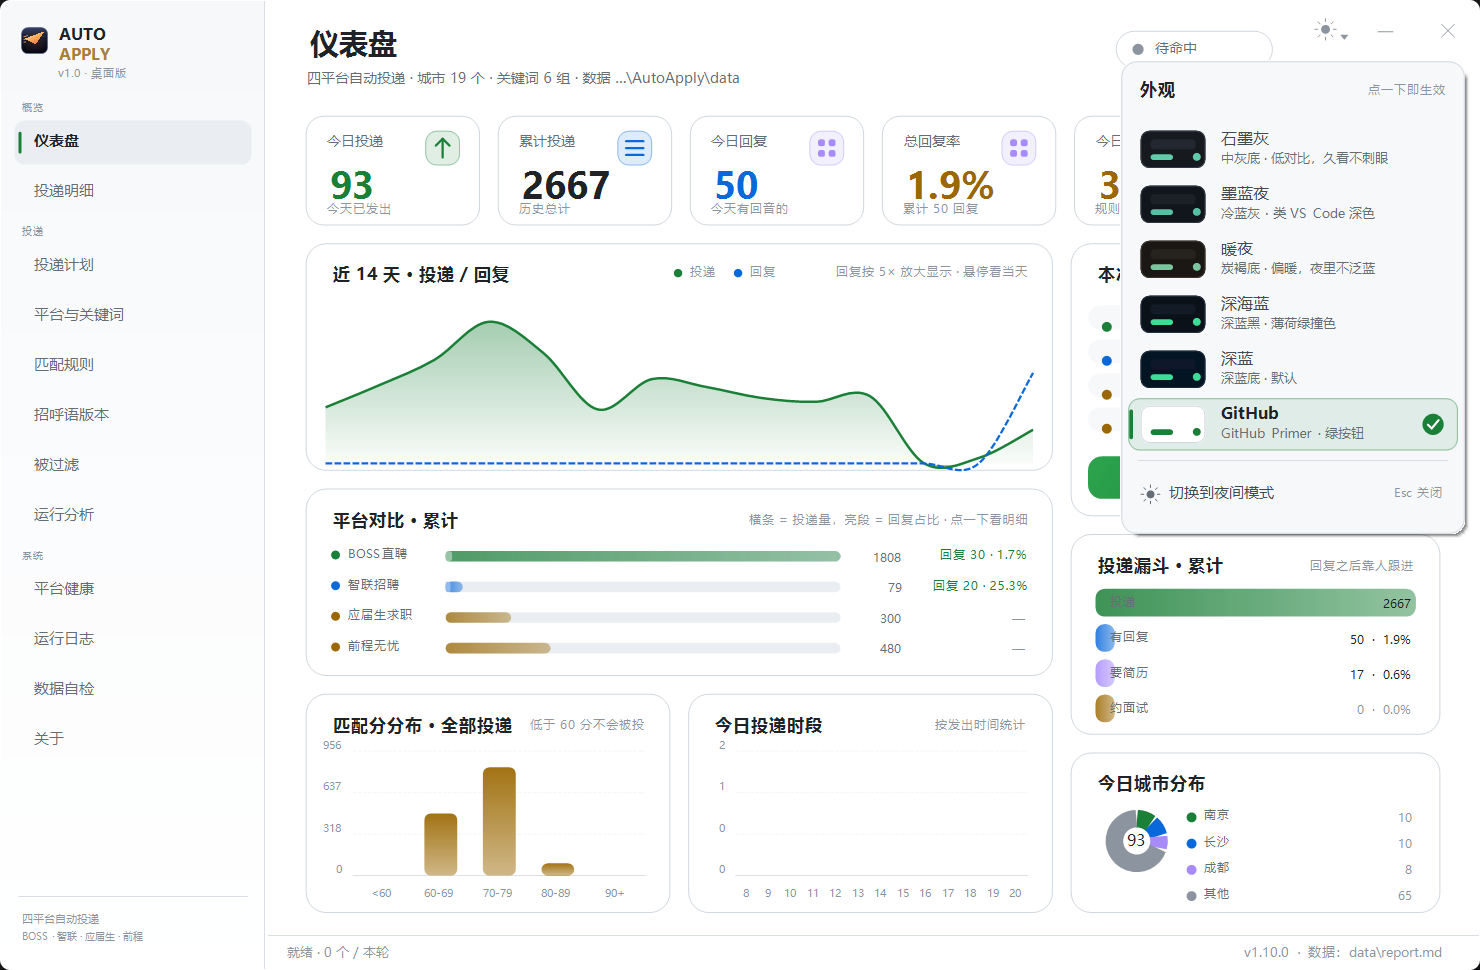 AUTO
APPLY
v1.0 · 桌面版
概览
仪表盘
投递明细
投递
投递计划
平台与关键词
匹配规则
招呼语版本
被过滤
运行分析
系统
平台健康
运行日志
数据自检
关于
四平台自动投递
BOSS · 智联 · 应届生 · 前程
仪表盘
四平台自动投递 · 城市 19 个 · 关键词 6 组 · 数据 ...\AutoApply\data
待命中
今日投递
93
今天已发出
累计投递
2667
历史总计
今日回复
50
今天有回音的
总回复率
1.9%
累计 50 回复
今日
3
规则
近 14 天 · 投递 / 回复
投递
回复
回复按 5× 放大显示 · 悬停看当天
外观
点一下即生效
石墨灰
中灰底 · 低对比，久看不刺眼
墨蓝夜
冷蓝灰 · 类 VS Code 深色
暖夜
炭褐底 · 偏暖，夜里不泛蓝
深海蓝
深蓝黑 · 薄荷绿撞色
深蓝
深蓝底 · 默认
GitHub
GitHub Primer · 绿按钮
切换到夜间模式
Esc 关闭
平台对比 · 累计
横条 = 投递量，亮段 = 回复占比 · 点一下看明细
BOSS直聘 1808 回复 30 · 1.7%
智联招聘 79 回复 20 · 25.3%
应届生求职 300 —
前程无忧 480 —
投递漏斗 · 累计
回复之后靠人跟进
投递 2667
有回复 50 · 1.9%
要简历 17 · 0.6%
约面试 0 · 0.0%
匹配分分布 · 全部投递
低于 60 分不会被投
956
637
318
0
<60 60-69 70-79 80-89 90+
今日投递时段
按发出时间统计
2
1
0
0
8 9 10 11 12 13 14 15 16 17 18 19 20
今日城市分布
93
南京 10
长沙 10
成都 8
其他 65
就绪 · 0 个 / 本轮
v1.10.0 · 数据: data\report.md